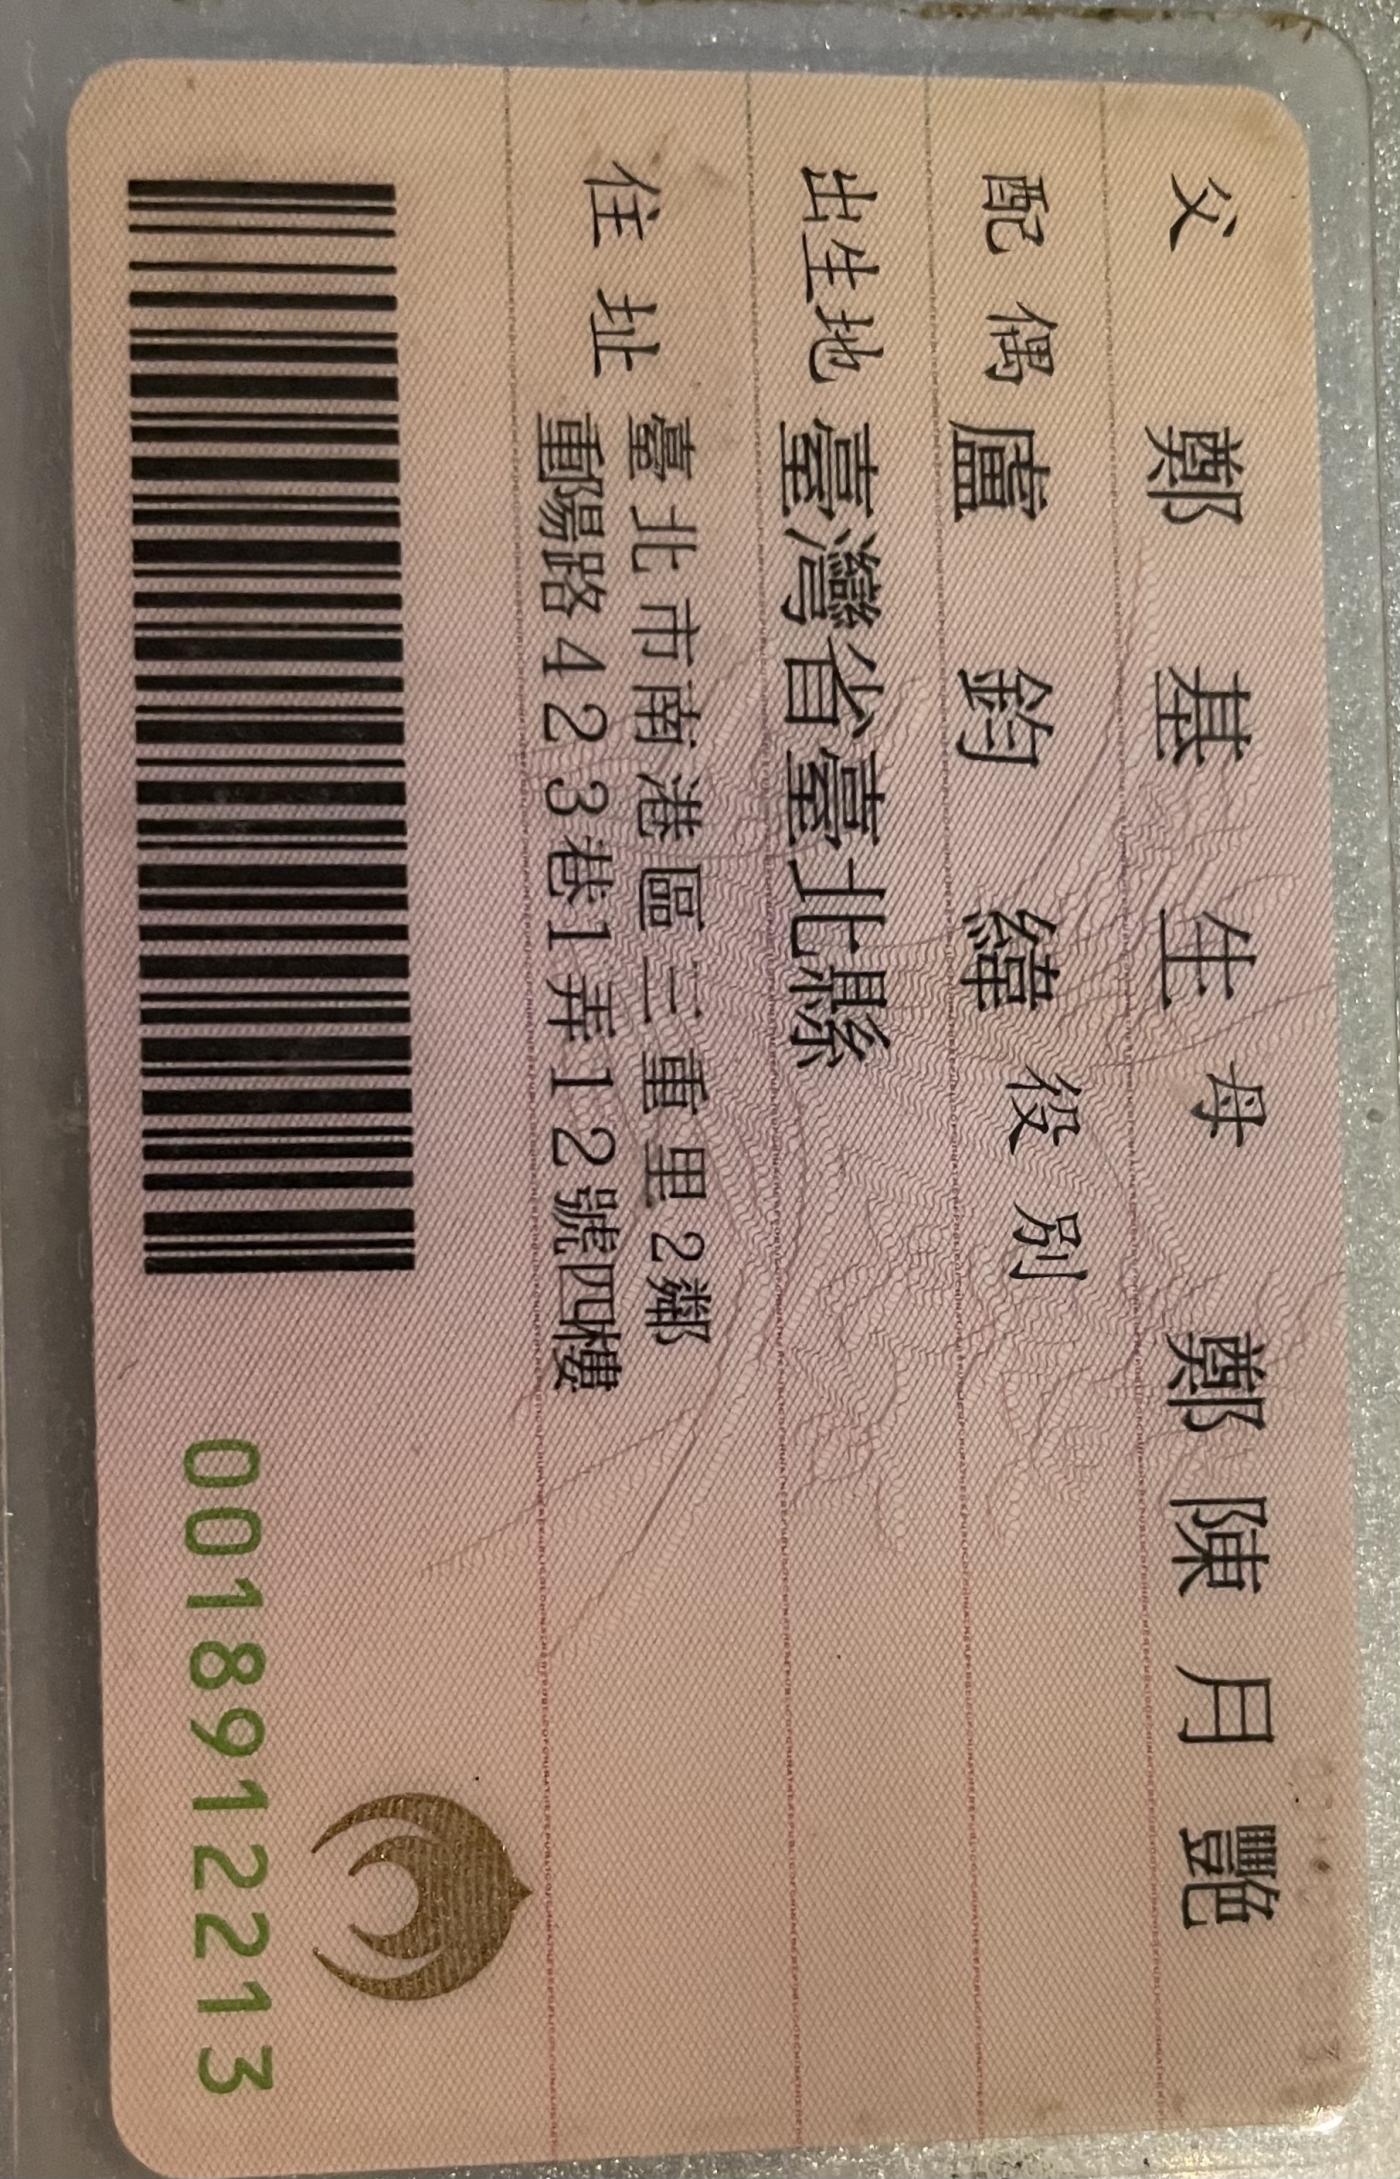 父 鄭基生 母 鄭陳月艷
配偶 盧鈞緯 役別
出生地 臺灣省臺北縣
住址 臺北市南港區三重里2鄰
重陽路423巷1弄12號四樓
0018912213